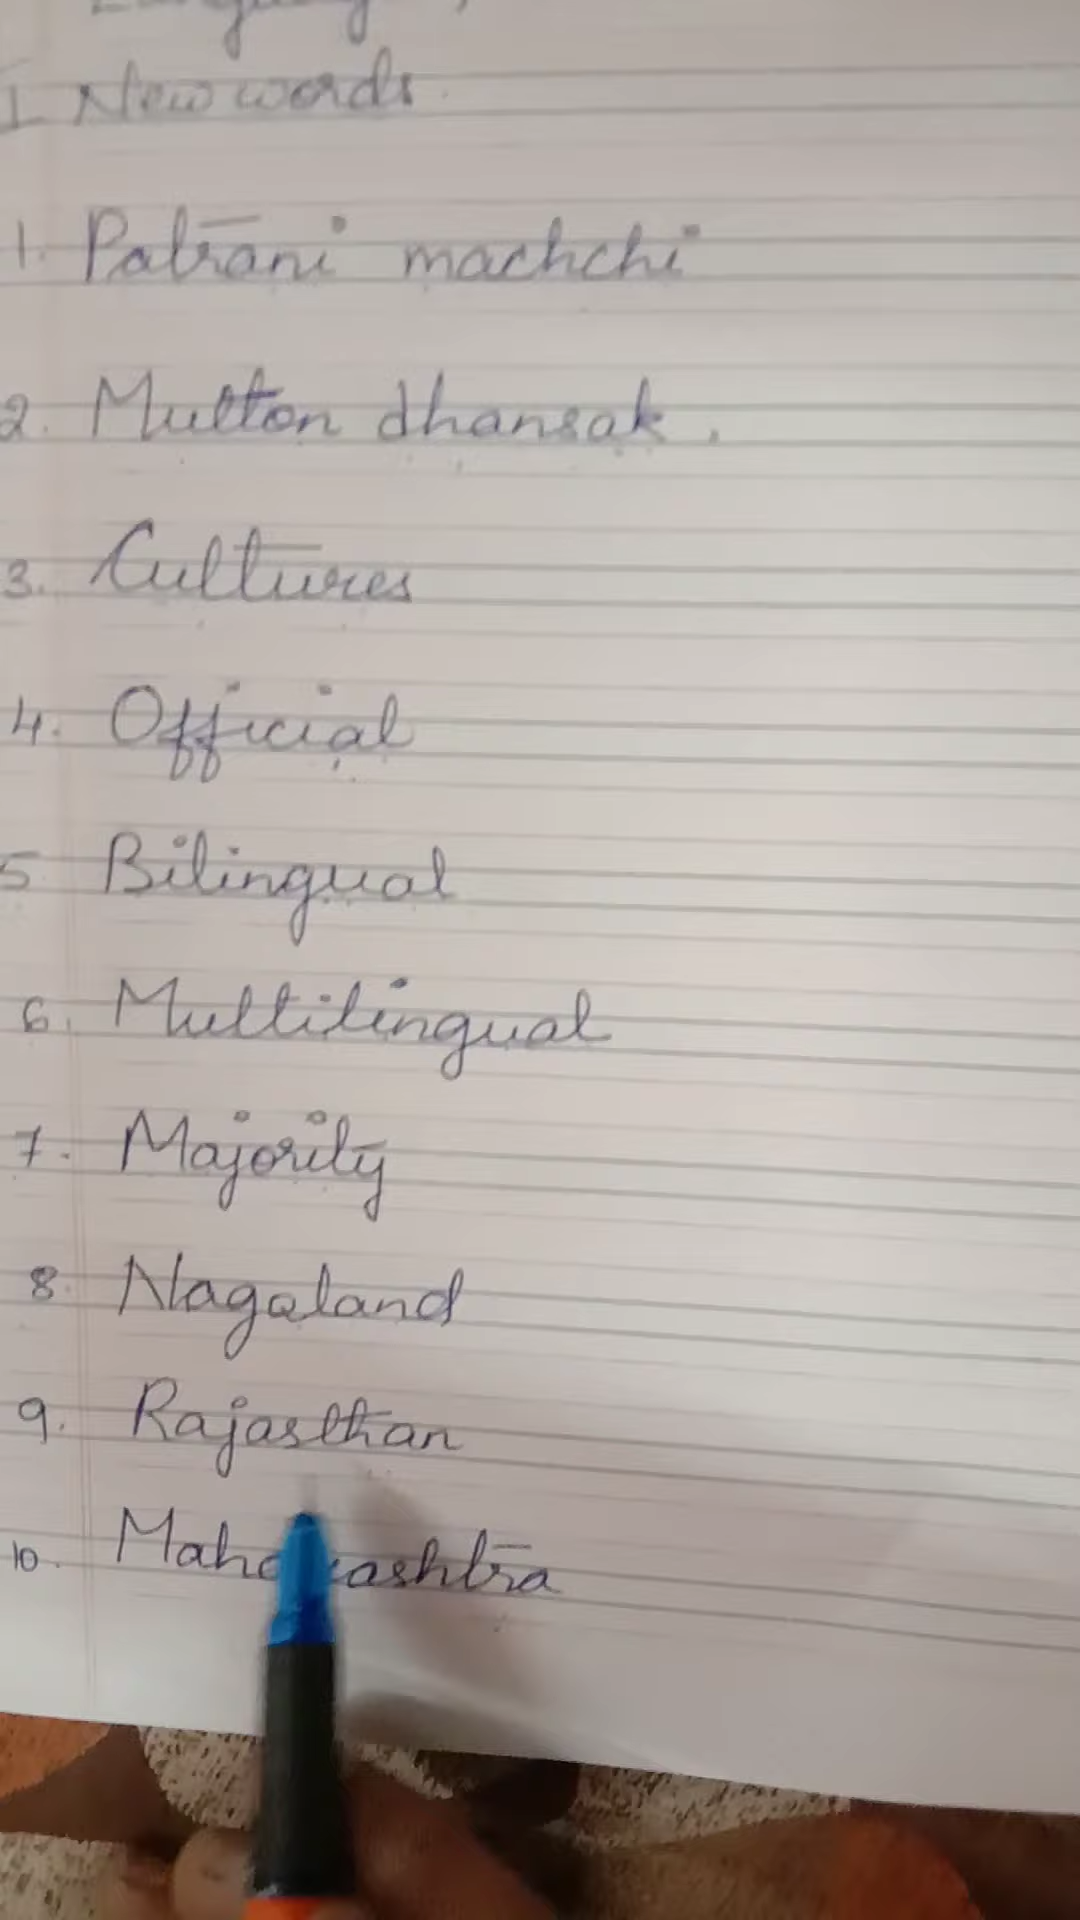 I New words
1. Patrani machchi
2. Mutton dhansak.
3. Cultures
4. Official
5 Bilingual
6. Multilingual
7. Majority
8. Nagaland
9. Rajasthan
10. Maharashtra